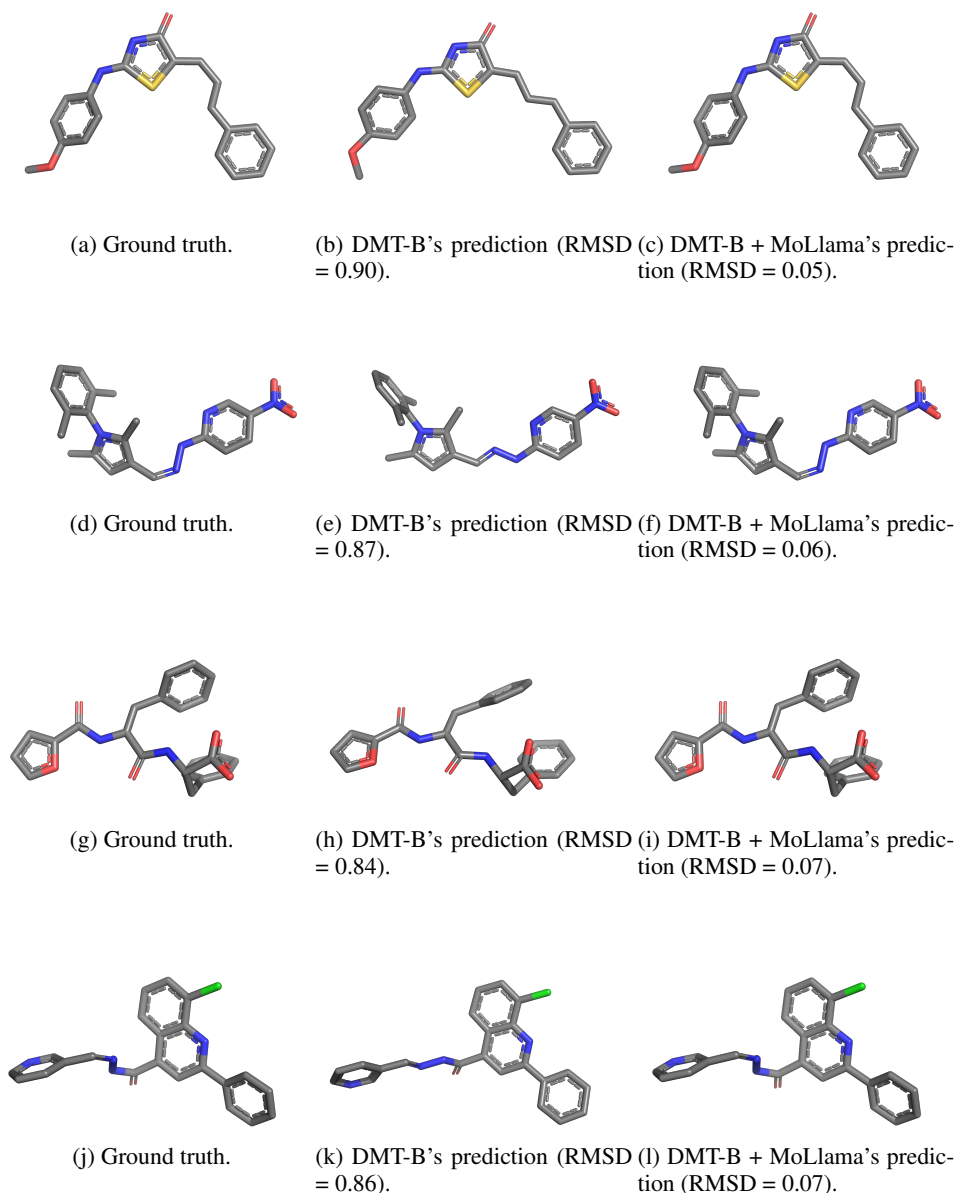 (a) Ground truth.
(b) DMT-B's prediction (RMSD
= 0.90).
(c) DMT-B + MoLlama's predic-
tion (RMSD = 0.05).
(d) Ground truth.
(e) DMT-B's prediction (RMSD
= 0.87).
(f) DMT-B + MoLlama's predic-
tion (RMSD = 0.06).
(g) Ground truth.
(h) DMT-B's prediction (RMSD
= 0.84).
(i) DMT-B + MoLlama's predic-
tion (RMSD = 0.07).
(j) Ground truth.
(k) DMT-B's prediction (RMSD
= 0.86).
(l) DMT-B + MoLlama's predic-
tion (RMSD = 0.07).